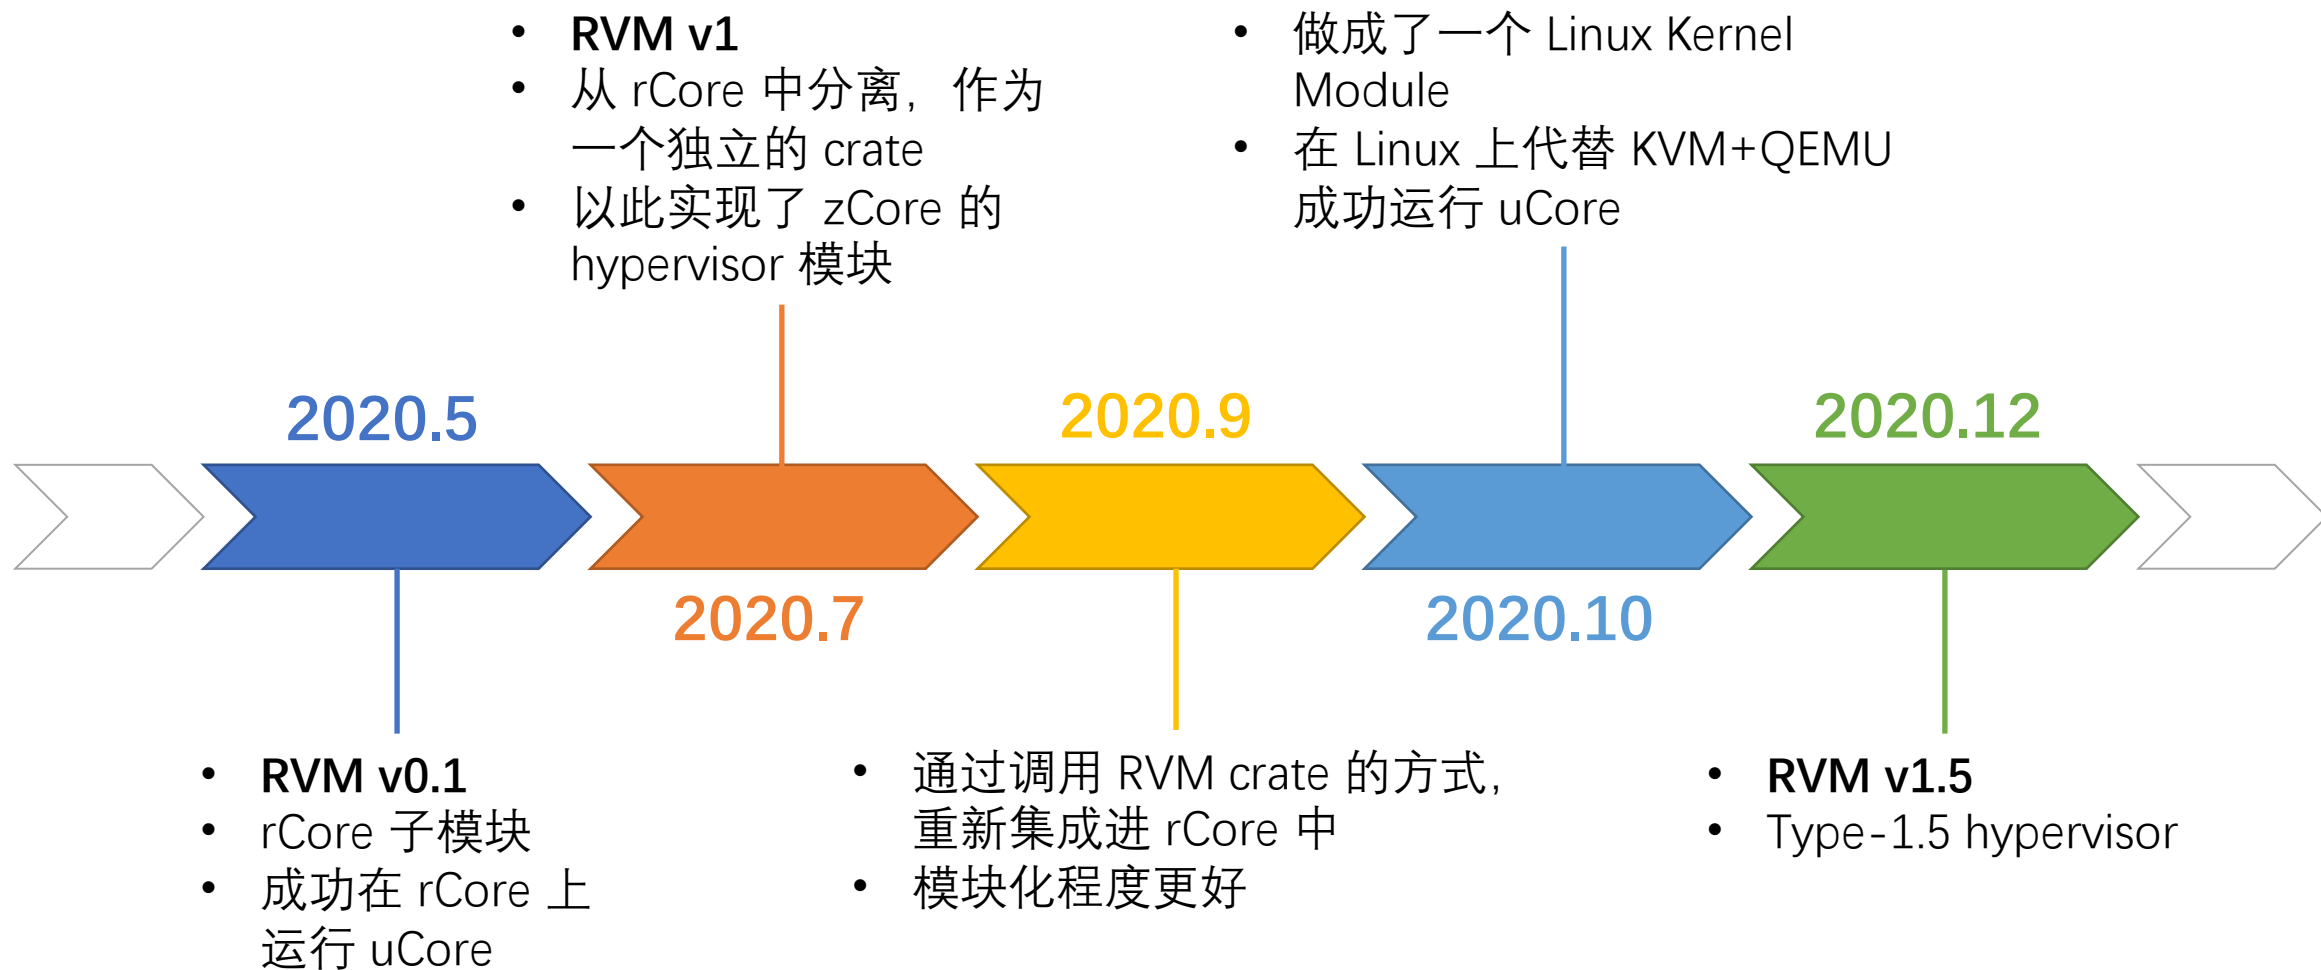 • RVM v1
• 从 rCore 中分离，作为
一个独立的 crate
• 以此实现了 zCore 的
hypervisor 模块
• 做成了一个 Linux Kernel
Module
• 在 Linux 上代替 KVM+QEMU
成功运行 uCore
2020.5
2020.9
2020.12
2020.7
2020.10
• RVM v0.1
• rCore 子模块
• 成功在 rCore 上
运行 uCore
• 通过调用 RVM crate 的方式，
重新集成进 rCore 中
• 模块化程度更好
• RVM v1.5
• Type-1.5 hypervisor